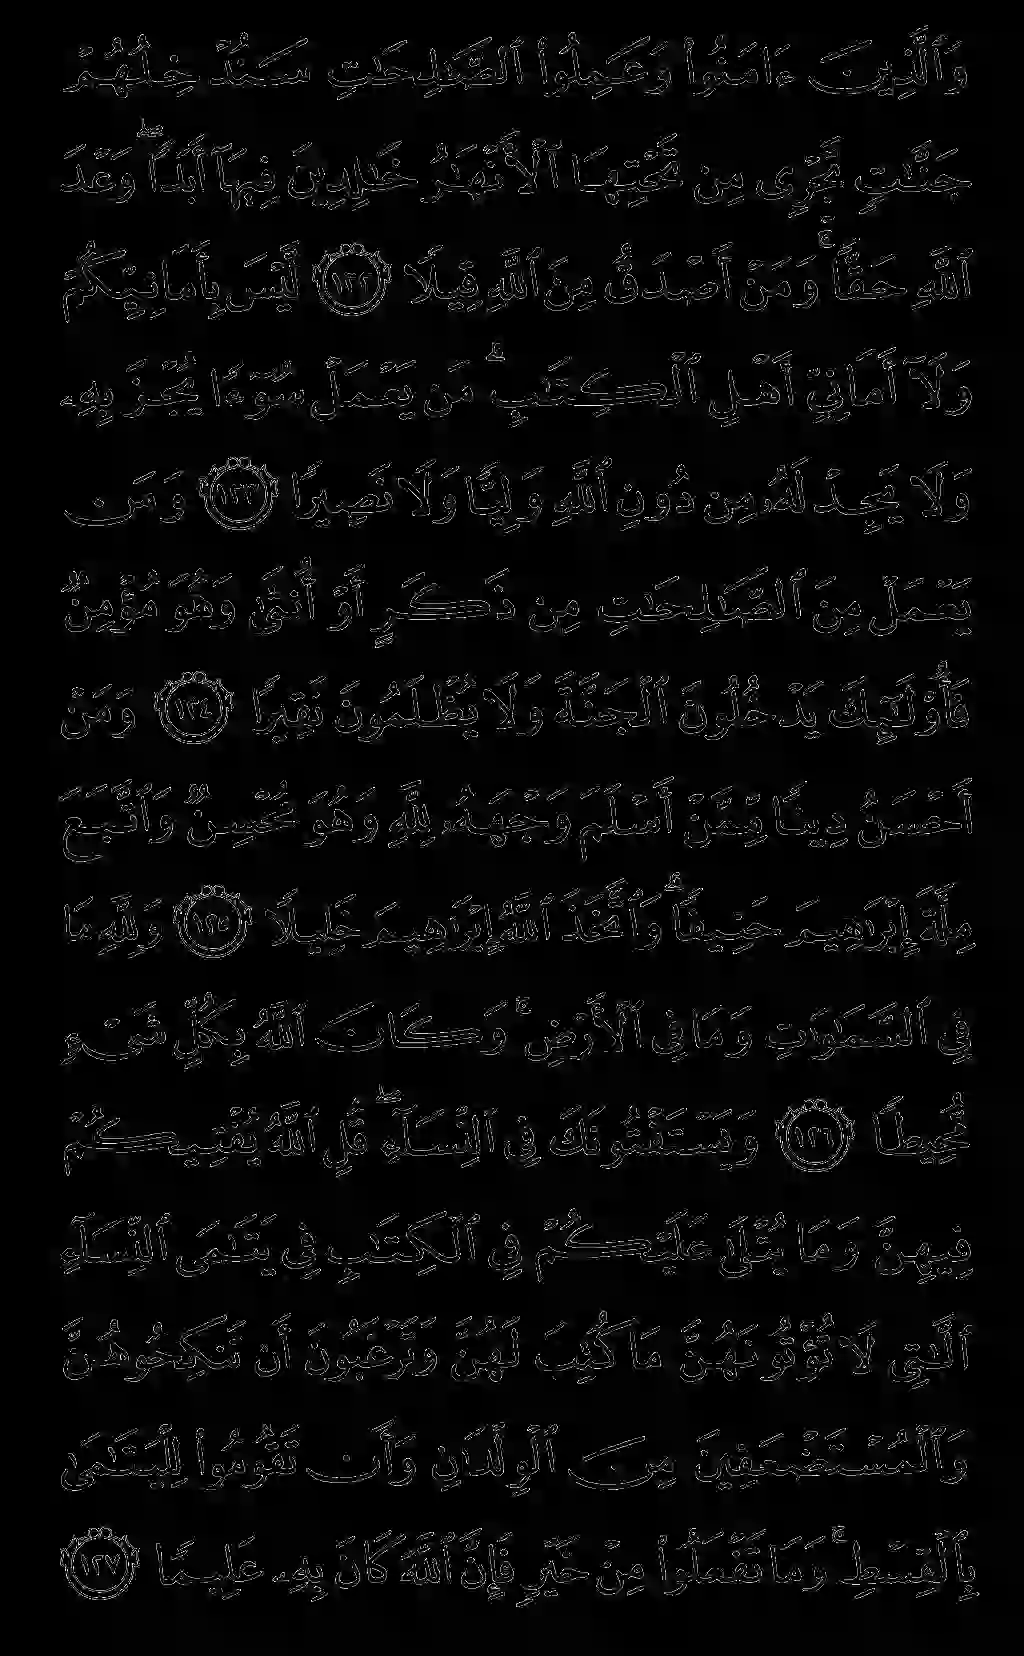 وَٱلَّذِينَ ءَامَنُوا۟ وَعَمِلُوا۟ ٱلصَّـٰلِحَـٰتِ سَنُدْخِلُهُمْ
جَنَّـٰتٍ تَجْرِى مِن تَحْتِهَا ٱلْأَنْهَـٰرُ خَـٰلِدِينَ فِيهَآ أَبَدًا ۖ وَعْدَ
ٱللَّهِ حَقًّا ۚ وَمَنْ أَصْدَقُ مِنَ ٱللَّهِ قِيلًا ١٢٢ لَّيْسَ بِأَمَانِيِّكُمْ
وَلَآ أَمَانِىِّ أَهْلِ ٱلْكِتَـٰبِ ۗ مَن يَعْمَلْ سُوٓءًا يُجْزَ بِهِۦ
وَلَا يَجِدْ لَهُۥ مِن دُونِ ٱللَّهِ وَلِيًّا وَلَا نَصِيرًا ١٢٣ وَمَن
يَعْمَلْ مِنَ ٱلصَّـٰلِحَـٰتِ مِن ذَكَرٍ أَوْ أُنثَىٰ وَهُوَ مُؤْمِنٌ
فَأُو۟لَـٰٓئِكَ يَدْخُلُونَ ٱلْجَنَّةَ وَلَا يُظْلَمُونَ نَقِيرًا ١٢٤ وَمَنْ
أَحْسَنُ دِينًا مِّمَّنْ أَسْلَمَ وَجْهَهُۥ لِلَّهِ وَهُوَ مُحْسِنٌ وَٱتَّبَعَ
مِلَّةَ إِبْرَٰهِيمَ حَنِيفًا ۗ وَٱتَّخَذَ ٱللَّهُ إِبْرَٰهِيمَ خَلِيلًا ١٢٥ وَلِلَّهِ مَا
فِى ٱلسَّمَـٰوَٰتِ وَمَا فِى ٱلْأَرْضِ ۚ وَكَانَ ٱللَّهُ بِكُلِّ شَىْءٍ
مُّحِيطًا ١٢٦ وَيَسْتَفْتُونَكَ فِى ٱلنِّسَآءِ ۖ قُلِ ٱللَّهُ يُفْتِيكُمْ
فِيهِنَّ وَمَا يُتْلَىٰ عَلَيْكُمْ فِى ٱلْكِتَـٰبِ فِى يَتَـٰمَى ٱلنِّسَآءِ
ٱلَّـٰتِى لَا تُؤْتُونَهُنَّ مَا كُتِبَ لَهُنَّ وَتَرْغَبُونَ أَن تَنكِحُوهُنَّ
وَٱلْمُسْتَضْعَفِينَ مِنَ ٱلْوِلْدَٰنِ وَأَن تَقُومُوا۟ لِلْيَتَـٰمَىٰ
بِٱلْقِسْطِ ۚ وَمَا تَفْعَلُوا۟ مِنْ خَيْرٍ فَإِنَّ ٱللَّهَ كَانَ بِهِۦ عَلِيمًا ١٢٧